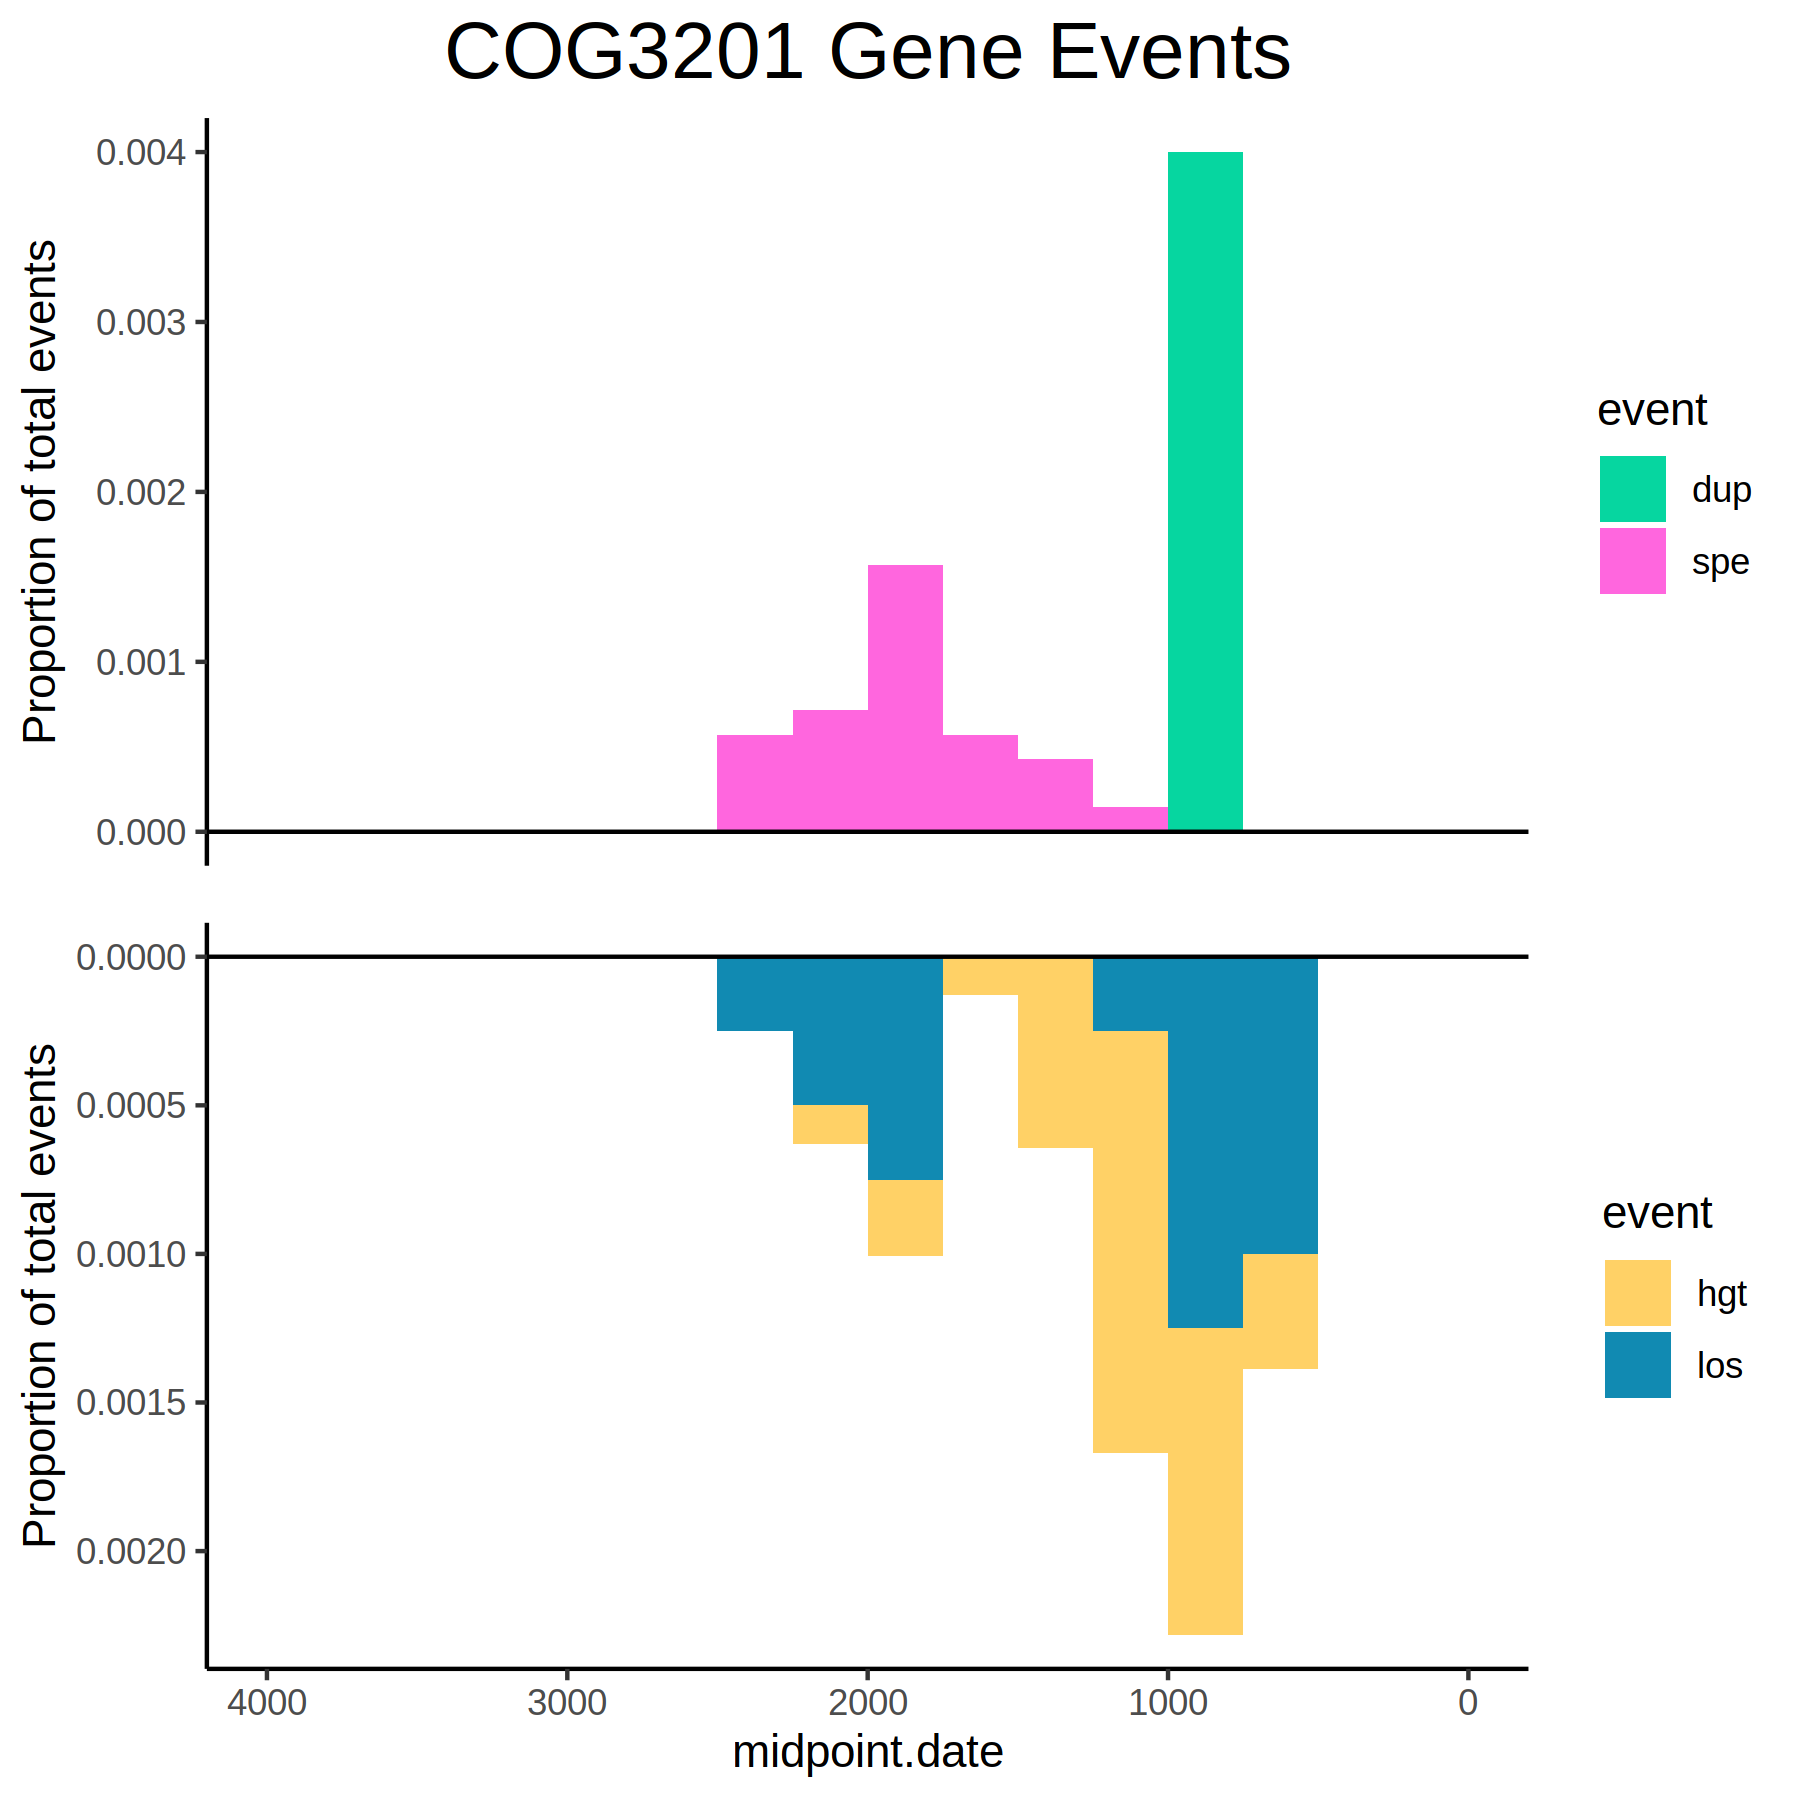 COG3201 Gene Events
Proportion of total events
0.004
0.003
0.002
0.001
0.000
event
dup
spe
Proportion of total events
0.0000
0.0005
0.0010
0.0015
0.0020
event
hgt
los
4000 3000 2000 1000 0
midpoint.date